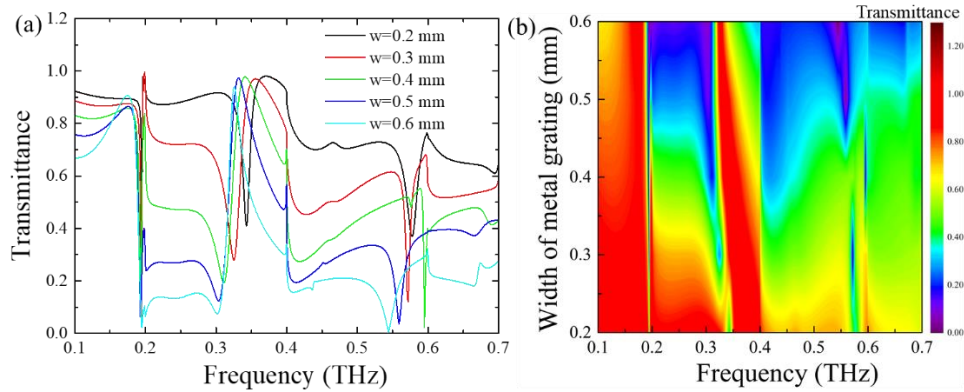 (a)
w=0.2 mm
w=0.3 mm
w=0.4 mm
w=0.5 mm
w=0.6 mm
Transmittance
1.2
1.0
0.8
0.6
0.4
0.2
0.0
0.1 0.2 0.3 0.4 0.5 0.6 0.7
Frequency (THz)
(b)
Transmittance
Width of metal grating (mm)
0.6
0.5
0.4
0.3
0.2
0.1 0.2 0.3 0.4 0.5 0.6 0.7
Frequency (THz)
1.20
1.00
0.80
0.60
0.40
0.20
0.00